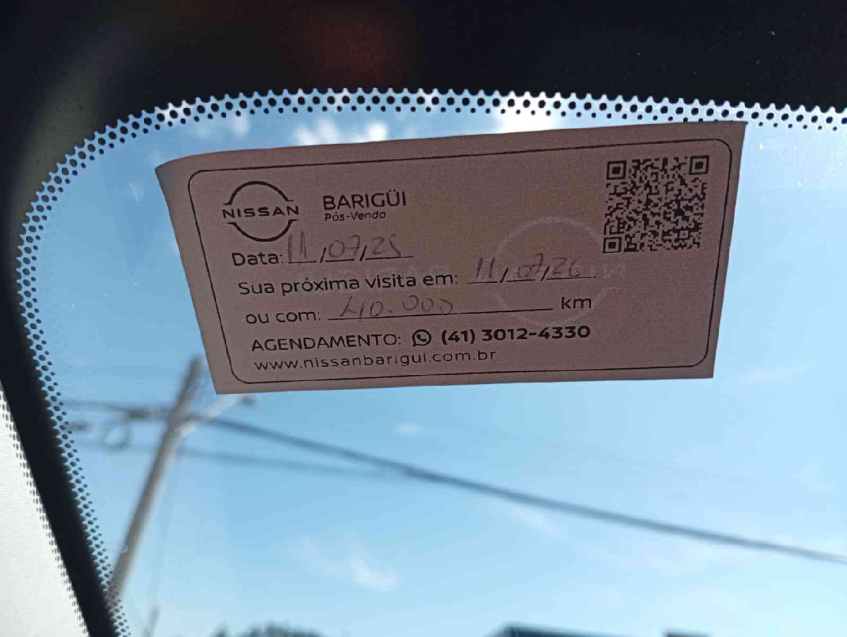 NISSAN
BARIGÜI
Pós-Venda
Data: 11,07,25
Sua próxima visita em: 11,07,26
ou com: 40.000 km
AGENDAMENTO: (41) 3012-4330
www.nissanbarigui.com.br